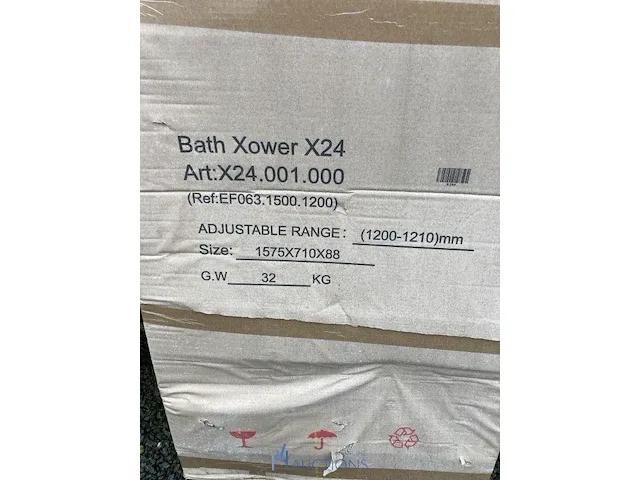 Bath Xower X24
Art:X24.001.000
(Ref:EF063.1500.1200)
ADJUSTABLE RANGE: (1200-1210)mm
Size: 1575X710X88
G.W 32 KG
AUCTIONS